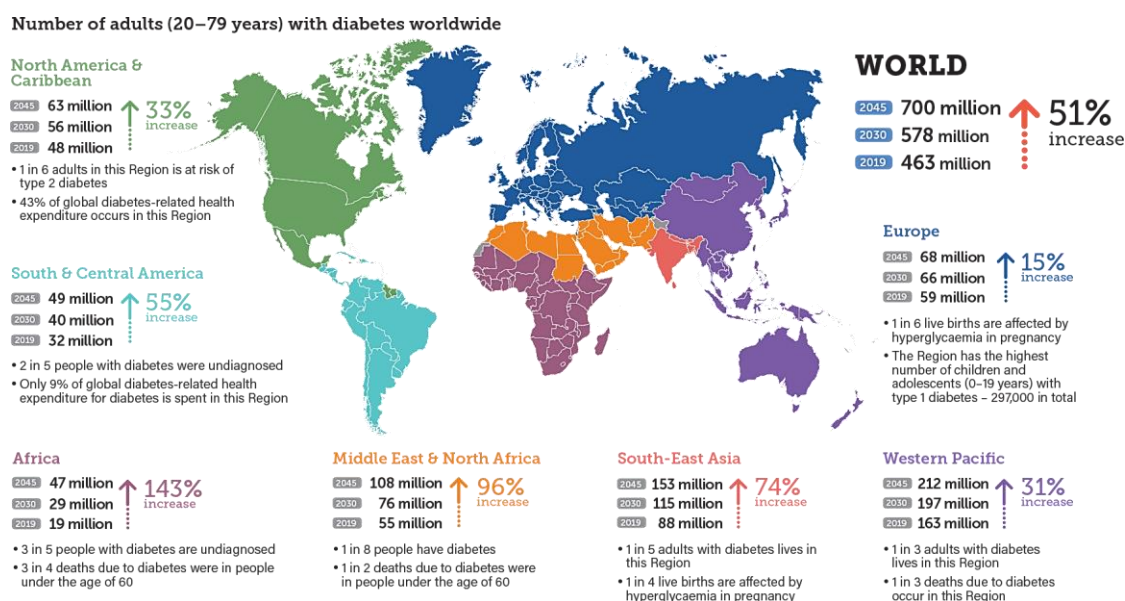 Number of adults (20–79 years) with diabetes worldwide
North America &
Caribbean
2045 63 million
2030 56 million
2019 48 million
33%
increase
• 1 in 6 adults in this Region is at risk of
type 2 diabetes
• 43% of global diabetes-related health
expenditure occurs in this Region
South & Central America
2045 49 million
2030 40 million
2019 32 million
55%
increase
• 2 in 5 people with diabetes were undiagnosed
• Only 9% of global diabetes-related health
expenditure for diabetes is spent in this Region
WORLD
2045 700 million
2030 578 million
2019 463 million
51%
increase
Europe
2045 68 million
2030 66 million
2019 59 million
15%
increase
• 1 in 6 live births are affected by
hyperglycaemia in pregnancy
• The Region has the highest
number of children and
adolescents (0–19 years) with
type 1 diabetes – 297,000 in total
Africa
2045 47 million
2030 29 million
2019 19 million
143%
increase
• 3 in 5 people with diabetes are undiagnosed
• 3 in 4 deaths due to diabetes were in people
under the age of 60
Middle East & North Africa
2045 108 million
2030 76 million
2019 55 million
96%
increase
• 1 in 8 people have diabetes
• 1 in 2 deaths due to diabetes were
in people under the age of 60
South-East Asia
2045 153 million
2030 115 million
2019 88 million
74%
increase
• 1 in 5 adults with diabetes lives in
this Region
• 1 in 4 live births are affected by
hyperglycaemia in pregnancy
Western Pacific
2045 212 million
2030 197 million
2019 163 million
31%
increase
• 1 in 3 adults with diabetes
lives in this Region
• 1 in 3 deaths due to diabetes
occur in this Region